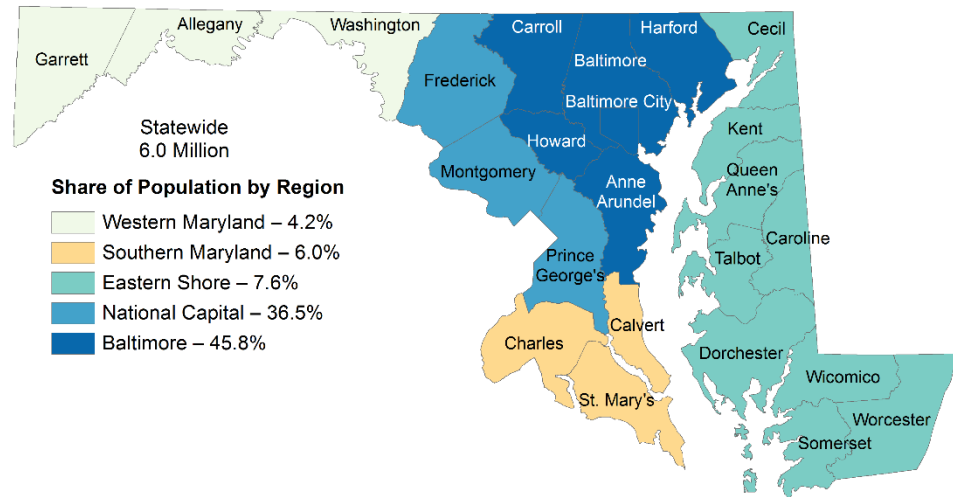 Garrett
Allegany
Washington
Frederick
Carroll
Harford
Baltimore
Baltimore City
Howard
Montgomery
Anne
Arundel
Prince
George's
Cecil
Kent
Queen
Anne's
Caroline
Talbot
Calvert
Charles
St. Mary's
Dorchester
Wicomico
Worcester
Somerset
Statewide
6.0 Million
Share of Population by Region
Western Maryland – 4.2%
Southern Maryland – 6.0%
Eastern Shore – 7.6%
National Capital – 36.5%
Baltimore – 45.8%